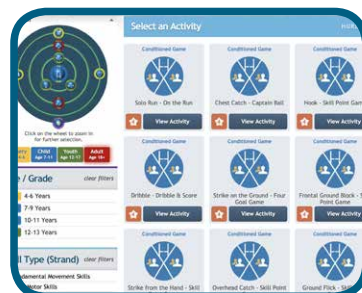 Select an Activity
Conditioned Game
Conditioned Game
Conditioned Game
Solo Run - On the Run
Chest Catch - Captain Ball
Hook - Skill Point Gam
View Activity
View Activity
View Activity
Click on the wheel to zoom in
for further selection.
Child
Youth
Adult
Age 7-11
Age 12-17
Age 18+
Conditioned Game
Conditioned Game
Conditioned Game
/ Grade
clear filters
4-6 Years
7-9 Years
10-11 Years
12-13 Years
Dribble - Dribble & Score
Strike on the Ground - Four
Goal Game
Frontal Ground Block - S
Point Game
View Activity
View Activity
View Activity
Conditioned Game
Conditioned Game
Conditioned Game
ll Type (Strand)
clear filters
ndamental Movement Skills
Motor Skills
Strike from the Hand - Skill
Overhead Catch - Skill Point
Ground Flick - Skill